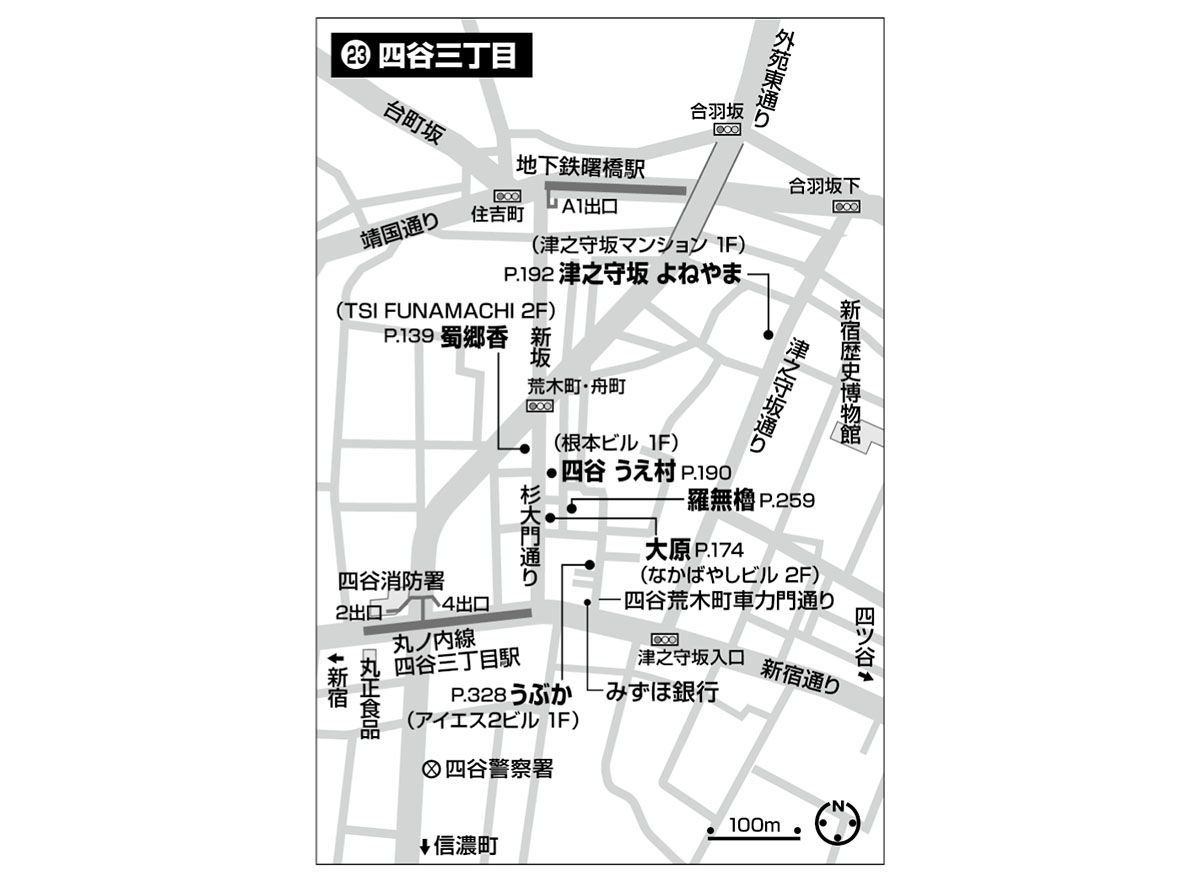 ㉓ 四谷三丁目
外苑東通り
台町坂
合羽坂
地下鉄曙橋駅
合羽坂下
A1出口
住吉町
靖国通り
（津之守坂マンション 1F）
P.192 津之守坂 よねやま
（TSI FUNAMACHI 2F）
P.139 蜀郷香
新坂
新宿歴史博物館
津之守坂通り
荒木町・舟町
（根本ビル 1F）
四谷 うえ村 P.190
杉大門通り
羅無櫓 P.259
大原 P.174
（なかばやしビル 2F）
四谷荒木町車力門通り
四谷消防署
2出口
4出口
四ツ谷
丸ノ内線
四谷三丁目駅
津之守坂入口
新宿通り
新宿
丸正食品
P.328 うぶか
（アイエス2ビル 1F）
みずほ銀行
四谷警察署
信濃町
100m
N